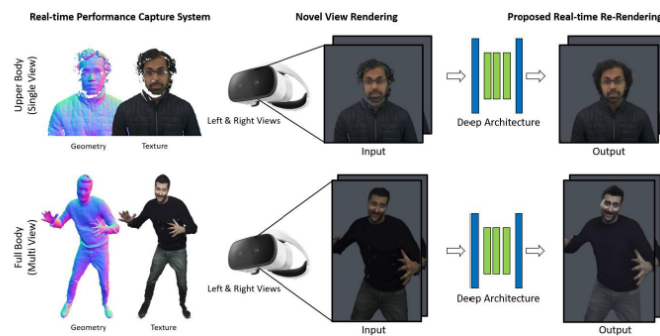 Real-time Performance Capture System
Novel View Rendering
Proposed Real-time Re-Rendering
Upper Body
(Single View)
Geometry
Texture
Left & Right Views
Input
Deep Architecture
Output
Full Body
(Multi View)
Geometry
Texture
Left & Right Views
Input
Deep Architecture
Output